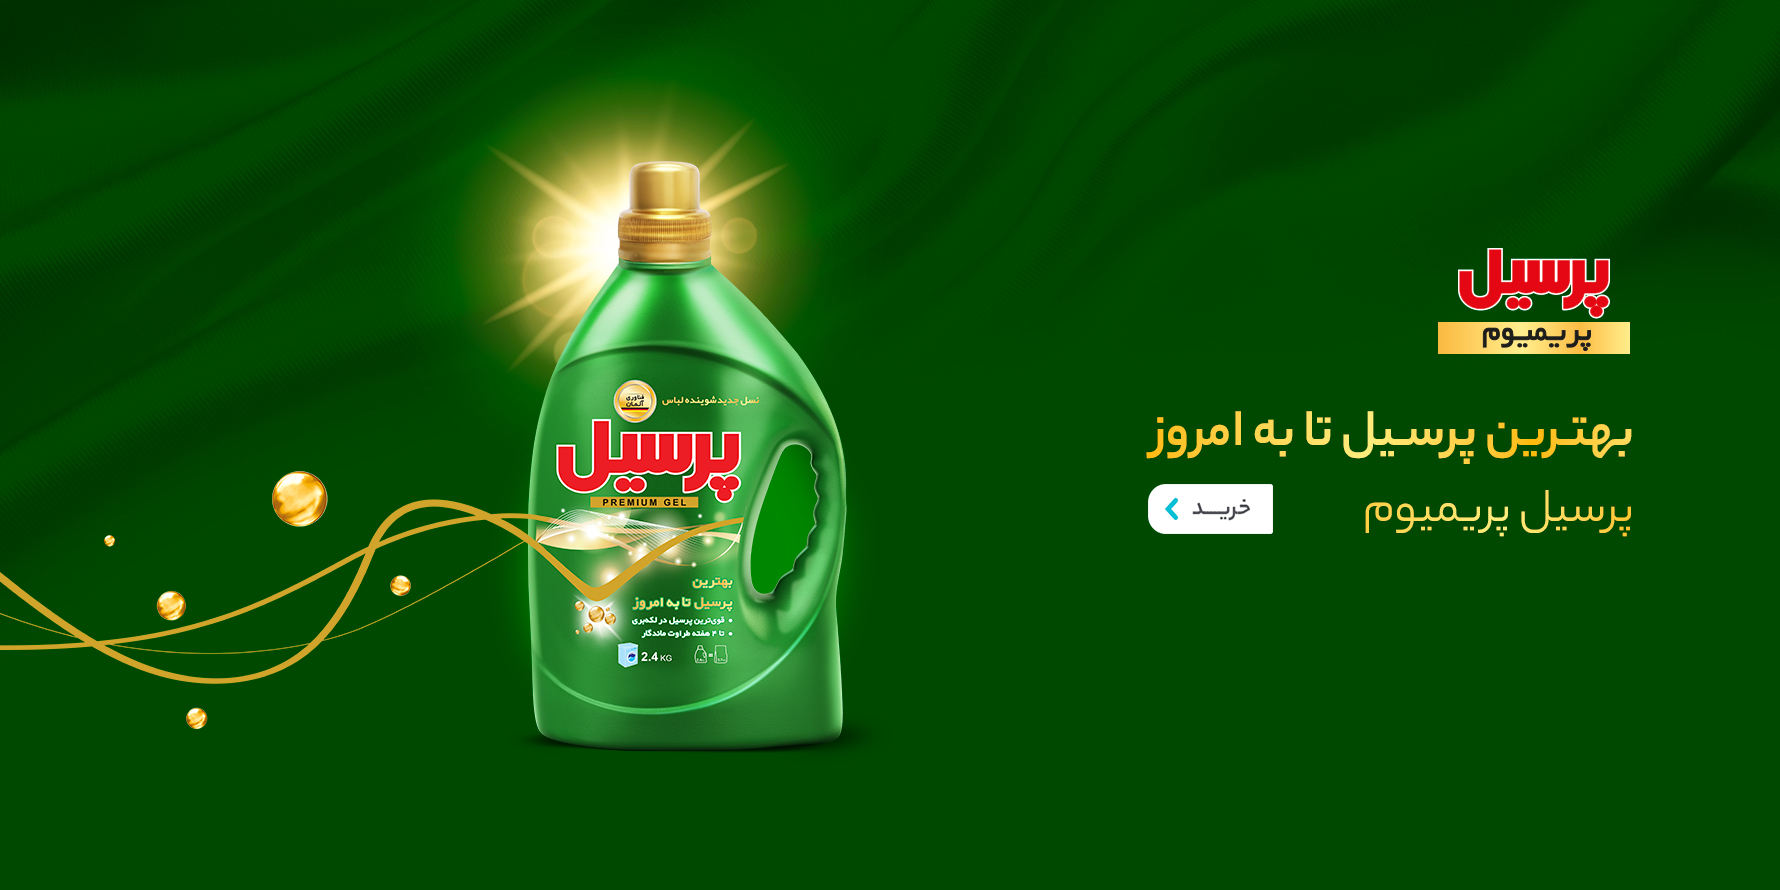 پرسیل
پریمیوم
بهترین پرسیل تا به امروز
پرسیل پریمیوم
خرید
فناوری
آلمان
نسل جدید شوینده لباس
پرسیل
PREMIUM GEL
بهترین
پرسیل تا به امروز
• قوی‌ترین پرسیل در لکه‌بری
• تا ۴ هفته طراوت ماندگار
2.4 KG